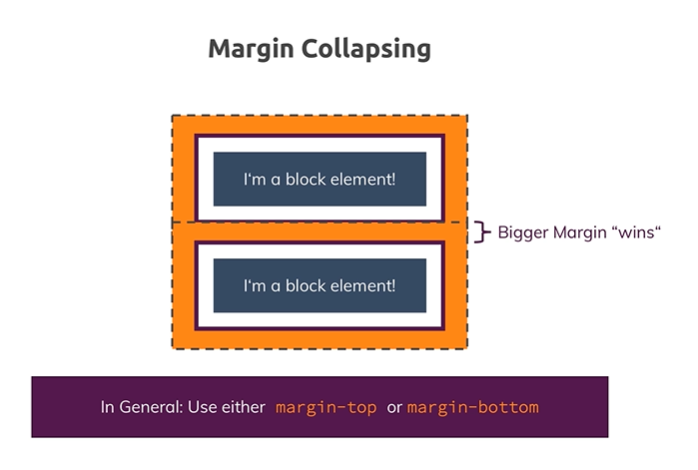 Margin Collapsing
I‘m a block element!
Bigger Margin “wins“
I‘m a block element!
In General: Use either margin-top or margin-bottom